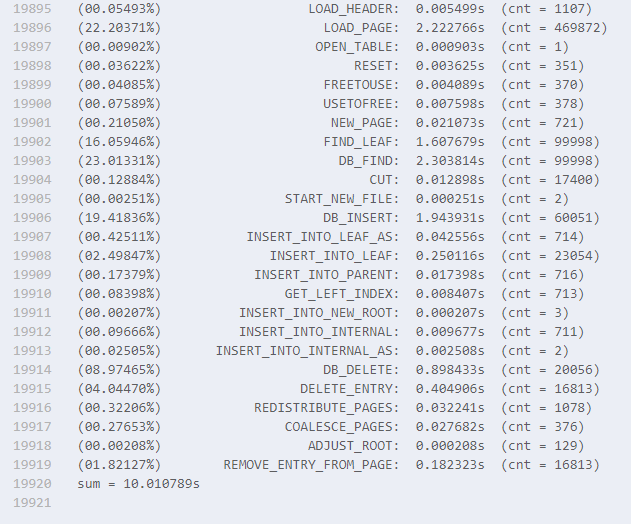 19895 (00.05493%) LOAD_HEADER: 0.005499s (cnt = 1107)
19896 (22.20371%) LOAD_PAGE: 2.222766s (cnt = 469872)
19897 (00.00902%) OPEN_TABLE: 0.000903s (cnt = 1)
19898 (00.03622%) RESET: 0.003625s (cnt = 351)
19899 (00.04085%) FREETOUSE: 0.004089s (cnt = 370)
19900 (00.07589%) USETOFREE: 0.007598s (cnt = 378)
19901 (00.21050%) NEW_PAGE: 0.021073s (cnt = 721)
19902 (16.05946%) FIND_LEAF: 1.607679s (cnt = 99998)
19903 (23.01331%) DB_FIND: 2.303814s (cnt = 99998)
19904 (00.12884%) CUT: 0.012898s (cnt = 17400)
19905 (00.00251%) START_NEW_FILE: 0.000251s (cnt = 2)
19906 (19.41836%) DB_INSERT: 1.943931s (cnt = 60051)
19907 (00.42511%) INSERT_INTO_LEAF_AS: 0.042556s (cnt = 714)
19908 (02.49847%) INSERT_INTO_LEAF: 0.250116s (cnt = 23054)
19909 (00.17379%) INSERT_INTO_PARENT: 0.017398s (cnt = 716)
19910 (00.08398%) GET_LEFT_INDEX: 0.008407s (cnt = 713)
19911 (00.00207%) INSERT_INTO_NEW_ROOT: 0.000207s (cnt = 3)
19912 (00.09666%) INSERT_INTO_INTERNAL: 0.009677s (cnt = 711)
19913 (00.02505%) INSERT_INTO_INTERNAL_AS: 0.002508s (cnt = 2)
19914 (08.97465%) DB_DELETE: 0.898433s (cnt = 20056)
19915 (04.04470%) DELETE_ENTRY: 0.404906s (cnt = 16813)
19916 (00.32206%) REDISTRIBUTE_PAGES: 0.032241s (cnt = 1078)
19917 (00.27653%) COALESCE_PAGES: 0.027682s (cnt = 376)
19918 (00.00208%) ADJUST_ROOT: 0.000208s (cnt = 129)
19919 (01.82127%) REMOVE_ENTRY_FROM_PAGE: 0.182323s (cnt = 16813)
19920 sum = 10.010789s
19921